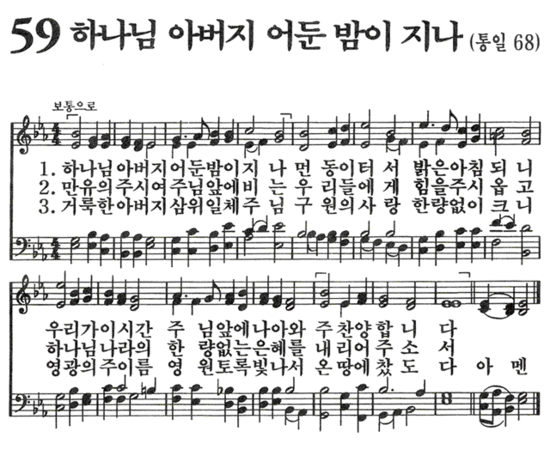 59 하나님 아버지 어둔 밤이 지나 (통일 68)
보통으로
1. 하나님아버지어둔밤이지 나 면 동이터 서 밝은아침 되 니
2. 만유의주시여주님앞에비 는 우 리들에 게 힘을주시 옵 고
3. 거룩한아버지삼위일체주 님 구 원의사 랑 한량없이 크 니
우리가이시간 주 님앞에나아와 주찬양합 니 다
하나님나라의 한 량없는은혜를 내리어주 소 서
영광의주이름 영 원토록빛나서 온땅에찼 도 다 아 멘